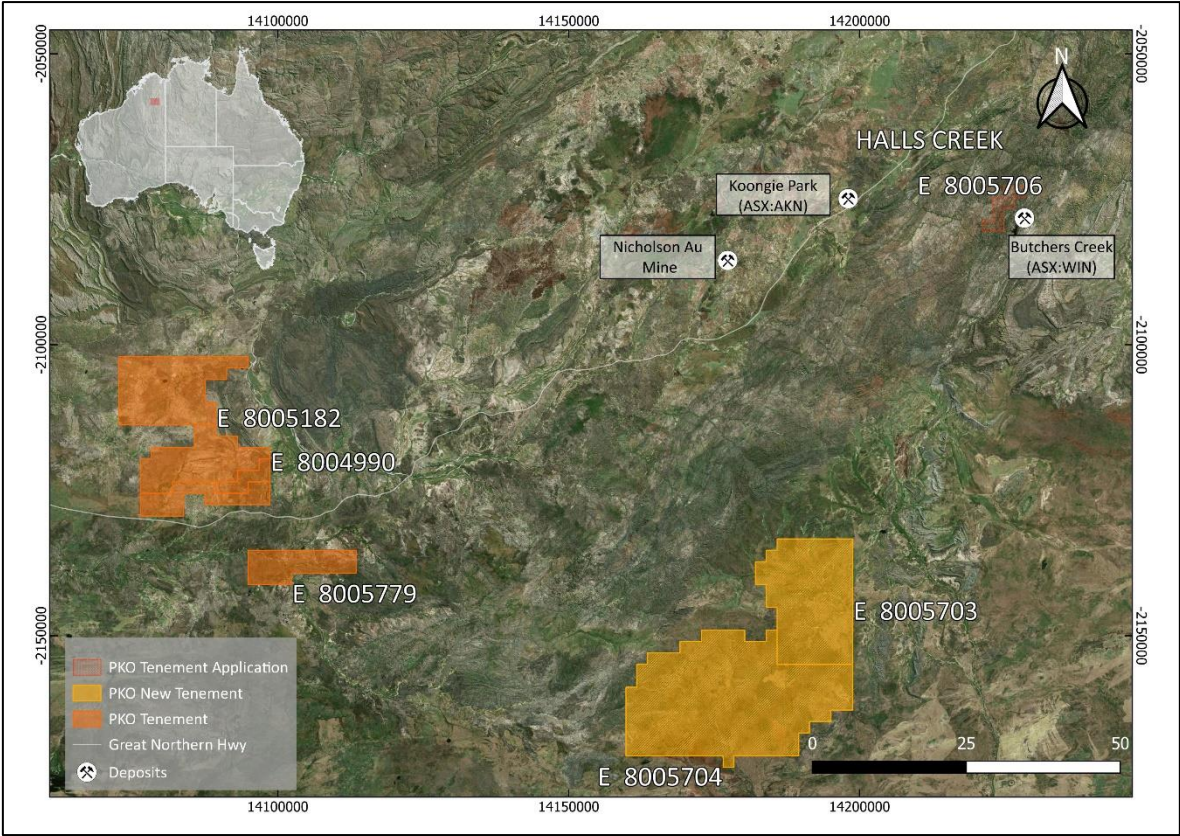 14100000
14150000
14200000
-2050000
-2050000
N
HALLS CREEK
Koongie Park
(ASX:AKN)
E 8005706
Nicholson Au
Mine
Butchers Creek
(ASX:WIN)
-2100000
-2100000
E 8005182
E 8004990
E 8005779
E 8005703
-2150000
-2150000
PKO Tenement Application
PKO New Tenement
PKO Tenement
Great Northern Hwy
Deposits
0
25
50
E 8005704
14100000
14150000
14200000